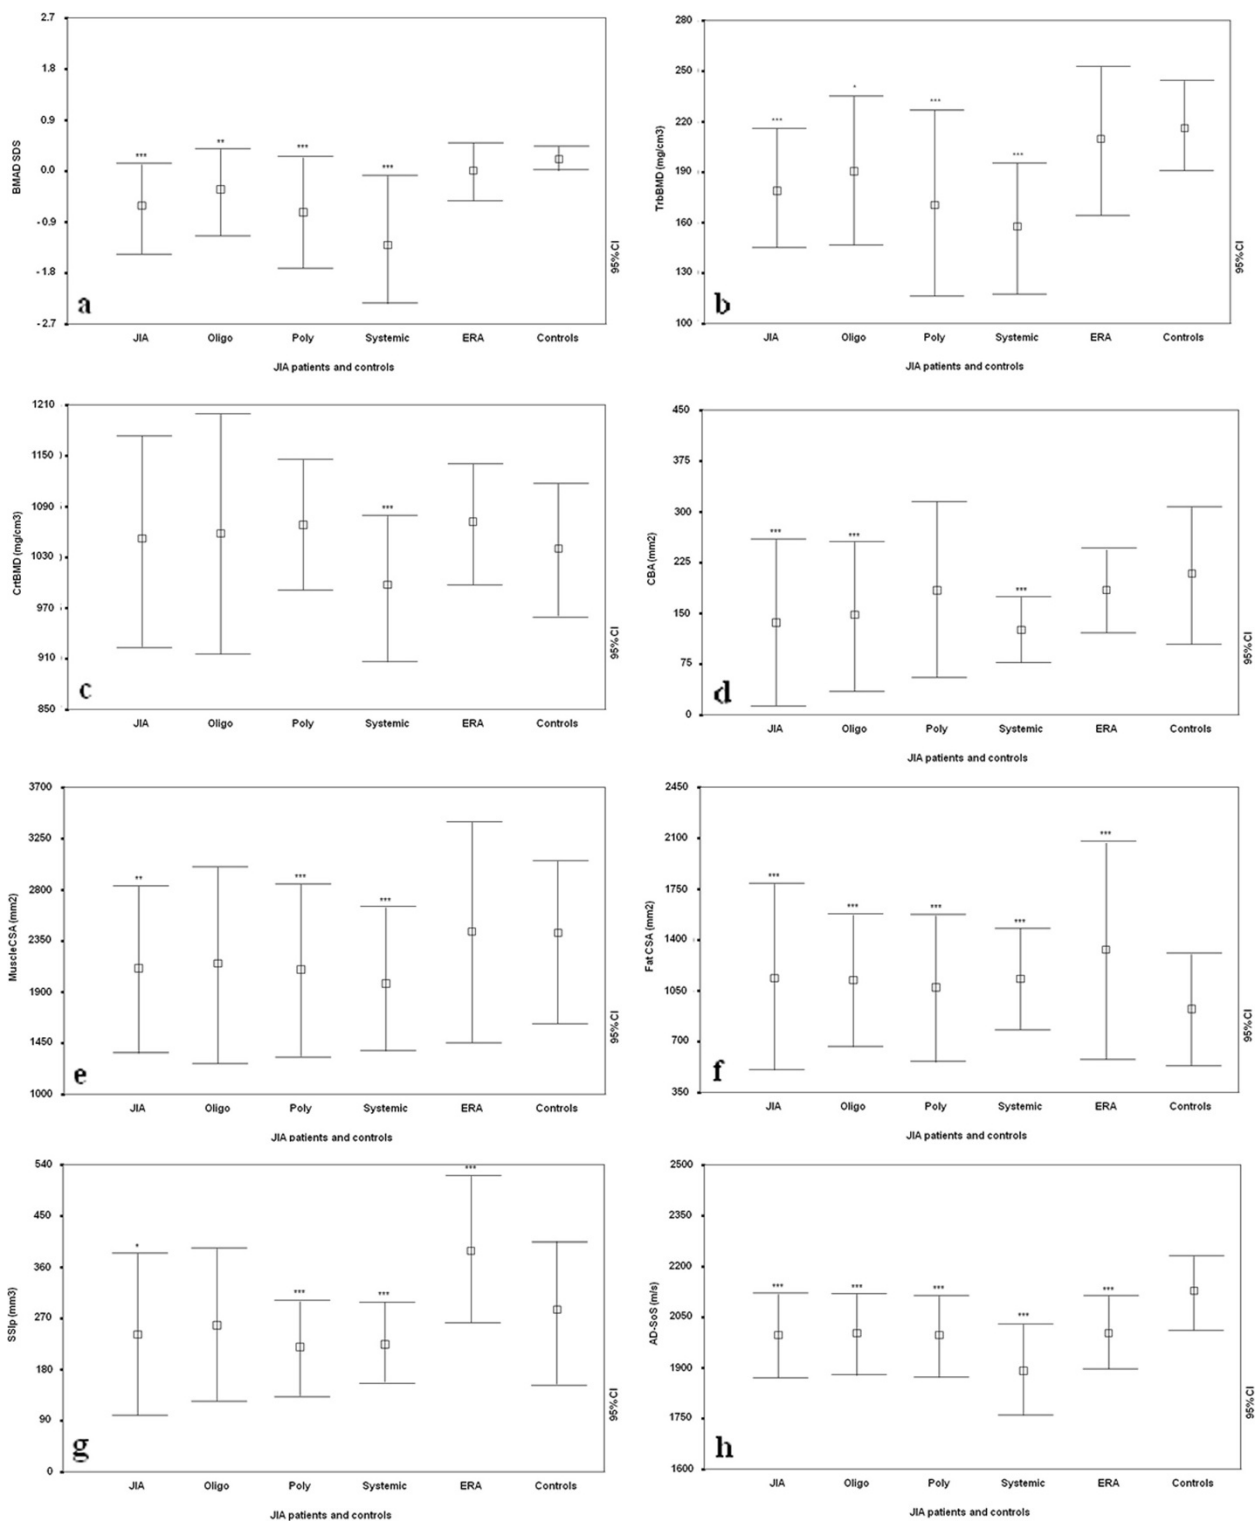 2.7
1.8
0.9
0.0
-0.9
-1.8
-2.7
BMAD SDS
***
**
***
***
a
95%CI
JIA Oligo Poly Systemic ERA Controls
JIA patients and controls
280
250
220
190
160
130
100
TrbBMD (mg/cm3)
***
*
***
***
b
95%CI
JIA Oligo Poly Systemic ERA Controls
JIA patients and controls
1210
1150
1090
1030
970
910
850
CrtBMD (mg/cm3)
***
c
95%CI
JIA Oligo Poly Systemic ERA Controls
450
375
300
225
150
75
0
CBA (mm2)
***
***
***
d
95%CI
JIA Oligo Poly Systemic ERA Controls
JIA patients and controls
3700
3250
2800
2350
1900
1450
1000
MuscleCSA (mm2)
**
***
***
e
95%CI
JIA Oligo Poly Systemic ERA Controls
JIA patients and controls
2450
2100
1750
1400
1050
700
350
Fat CSA (mm2)
***
***
***
***
***
f
95%CI
JIA Oligo Poly Systemic ERA Controls
JIA patients and controls
540
450
360
270
180
90
0
SSIp (mm3)
*
***
***
***
g
95%CI
JIA Oligo Poly Systemic ERA Controls
JIA patients and controls
2500
2350
2200
2050
1900
1750
1600
AD-SoS (m/s)
***
***
***
***
***
h
95%CI
JIA Oligo Poly Systemic ERA Controls
JIA patients and controls